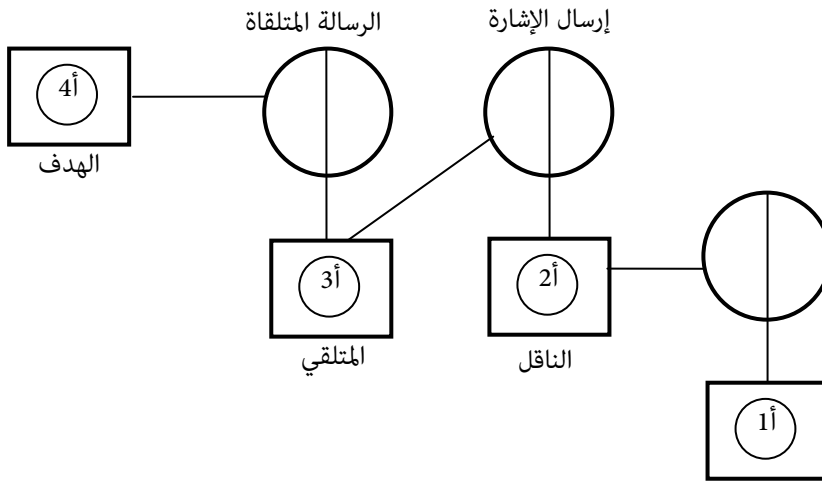 إرسال الإشارة
الرسالة المتلقاة
أ4
الهدف
أ3
المتلقي
أ2
الناقل
أ1